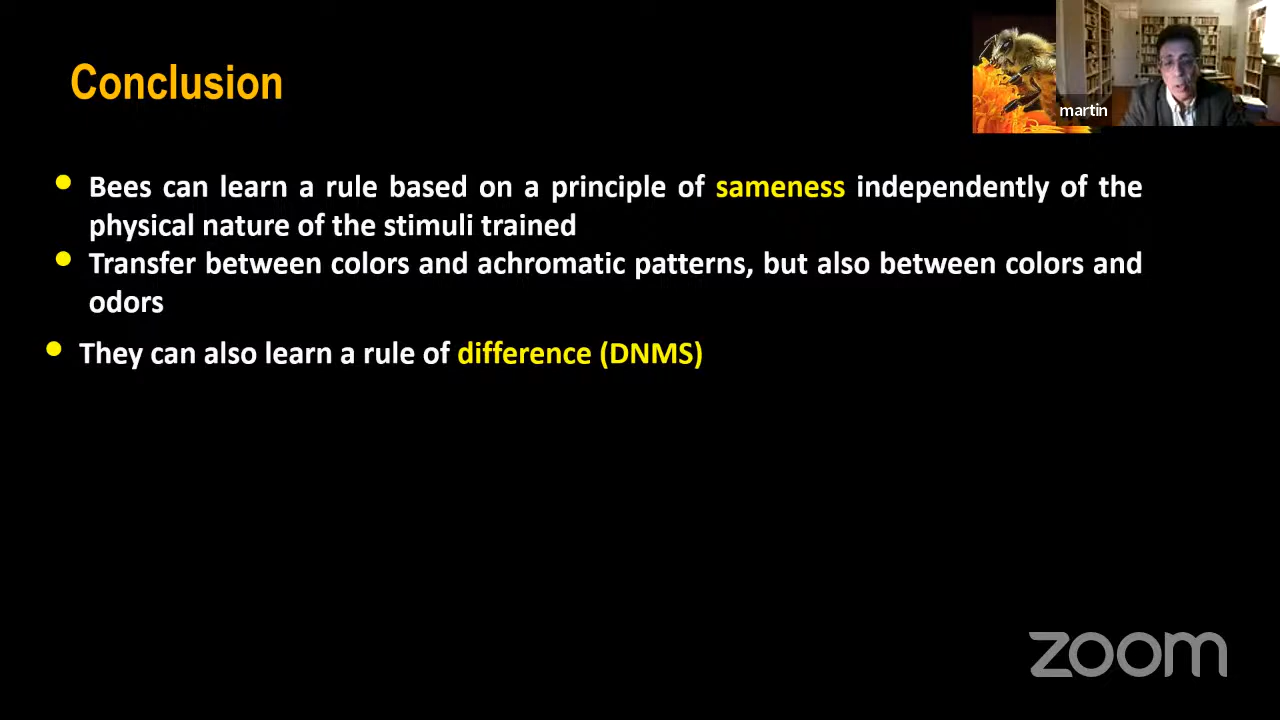 Conclusion
martin
Bees can learn a rule based on a principle of sameness independently of the
physical nature of the stimuli trained
Transfer between colors and achromatic patterns, but also between colors and
odors
They can also learn a rule of difference (DNMS)
zoom